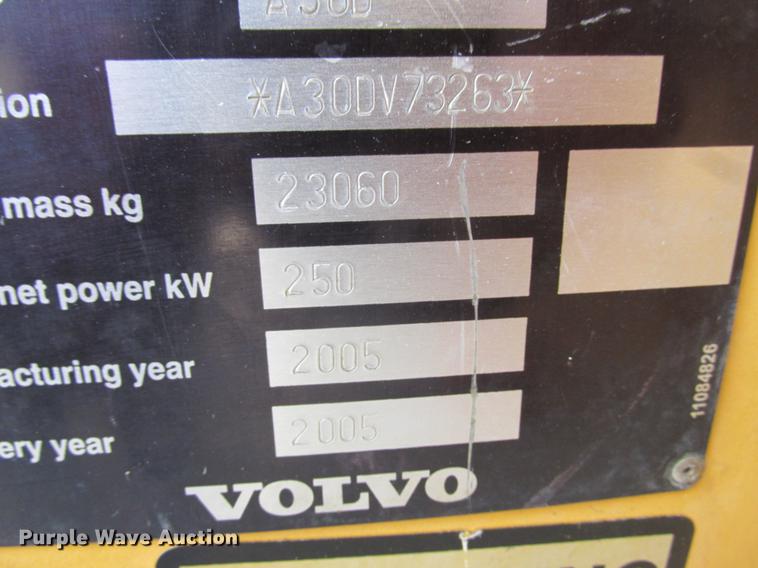 A30D
ion *A30DV73263*
mass kg 23060
net power kW 250
acturing year 2005
ery year 2005
11084826
VOLVO
Purple Wave Auction